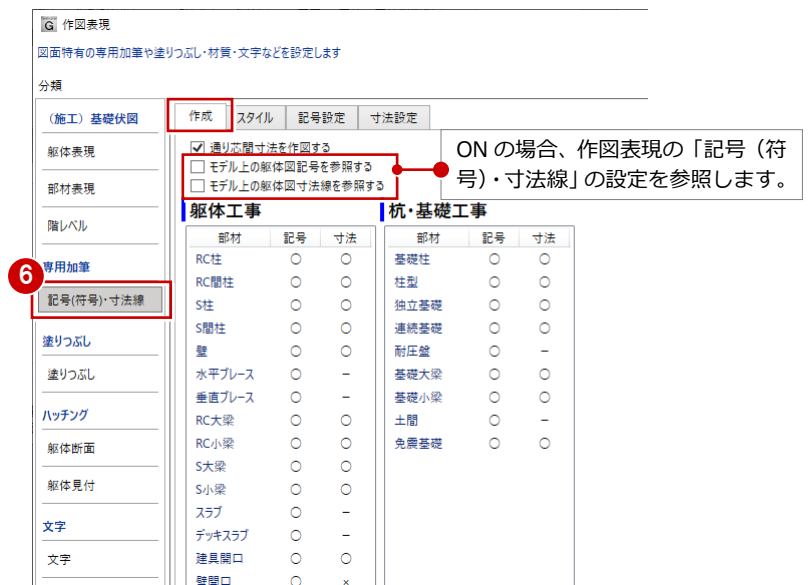 G 作図表現
図面特有の専用加筆や塗りつぶし・材質・文字などを設定します
分類
(施工) 基礎伏図
躯体表現
部材表現
階レベル
専用加筆
6
記号(符号)・寸法線
塗りつぶし
塗りつぶし
ハッチング
躯体断面
躯体見付
文字
文字
作成 スタイル 記号設定 寸法設定
通り芯間寸法を作図する
モデル上の躯体図記号を参照する
モデル上の躯体図寸法線を参照する
ON の場合、作図表現の「記号（符
号）・寸法線」の設定を参照します。
躯体工事
部材 記号 寸法
RC柱 ○ ○
RC間柱 ○ ○
S柱 ○ ○
S間柱 ○ ○
壁 ○ ○
水平ブレース ○ −
垂直ブレース ○ −
RC大梁 ○ ○
RC小梁 ○ ○
S大梁 ○ ○
S小梁 ○ ○
スラブ ○ −
デッキスラブ ○ −
建具開口 ○ ○
壁開口 ○ ×
杭・基礎工事
部材 記号 寸法
基礎柱 ○ ○
柱型 ○ ○
独立基礎 ○ ○
連続基礎 ○ ○
耐圧盤 ○ −
基礎大梁 ○ ○
基礎小梁 ○ ○
土間 ○ −
免震基礎 ○ ○